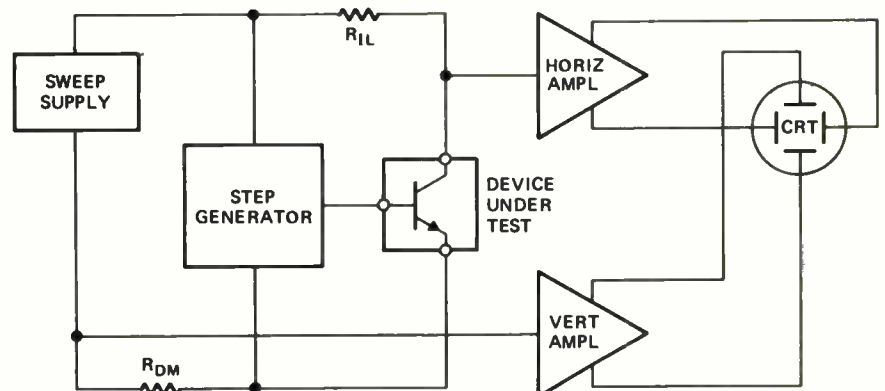 SWEEP
SUPPLY
R_IL
HORIZ
AMPL
CRT
STEP
GENERATOR
DEVICE
UNDER
TEST
VERT
AMPL
R_DM